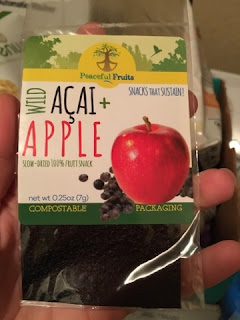 Automatic
Peaceful Fruits
SNACKS THAT SUSTAIN!
WILD
AÇAI+
APPLE
SLOW-DRIED 100% FRUIT SNACK
net wt 0.25oz (7g)
COMPOSTABLE PACKAGING